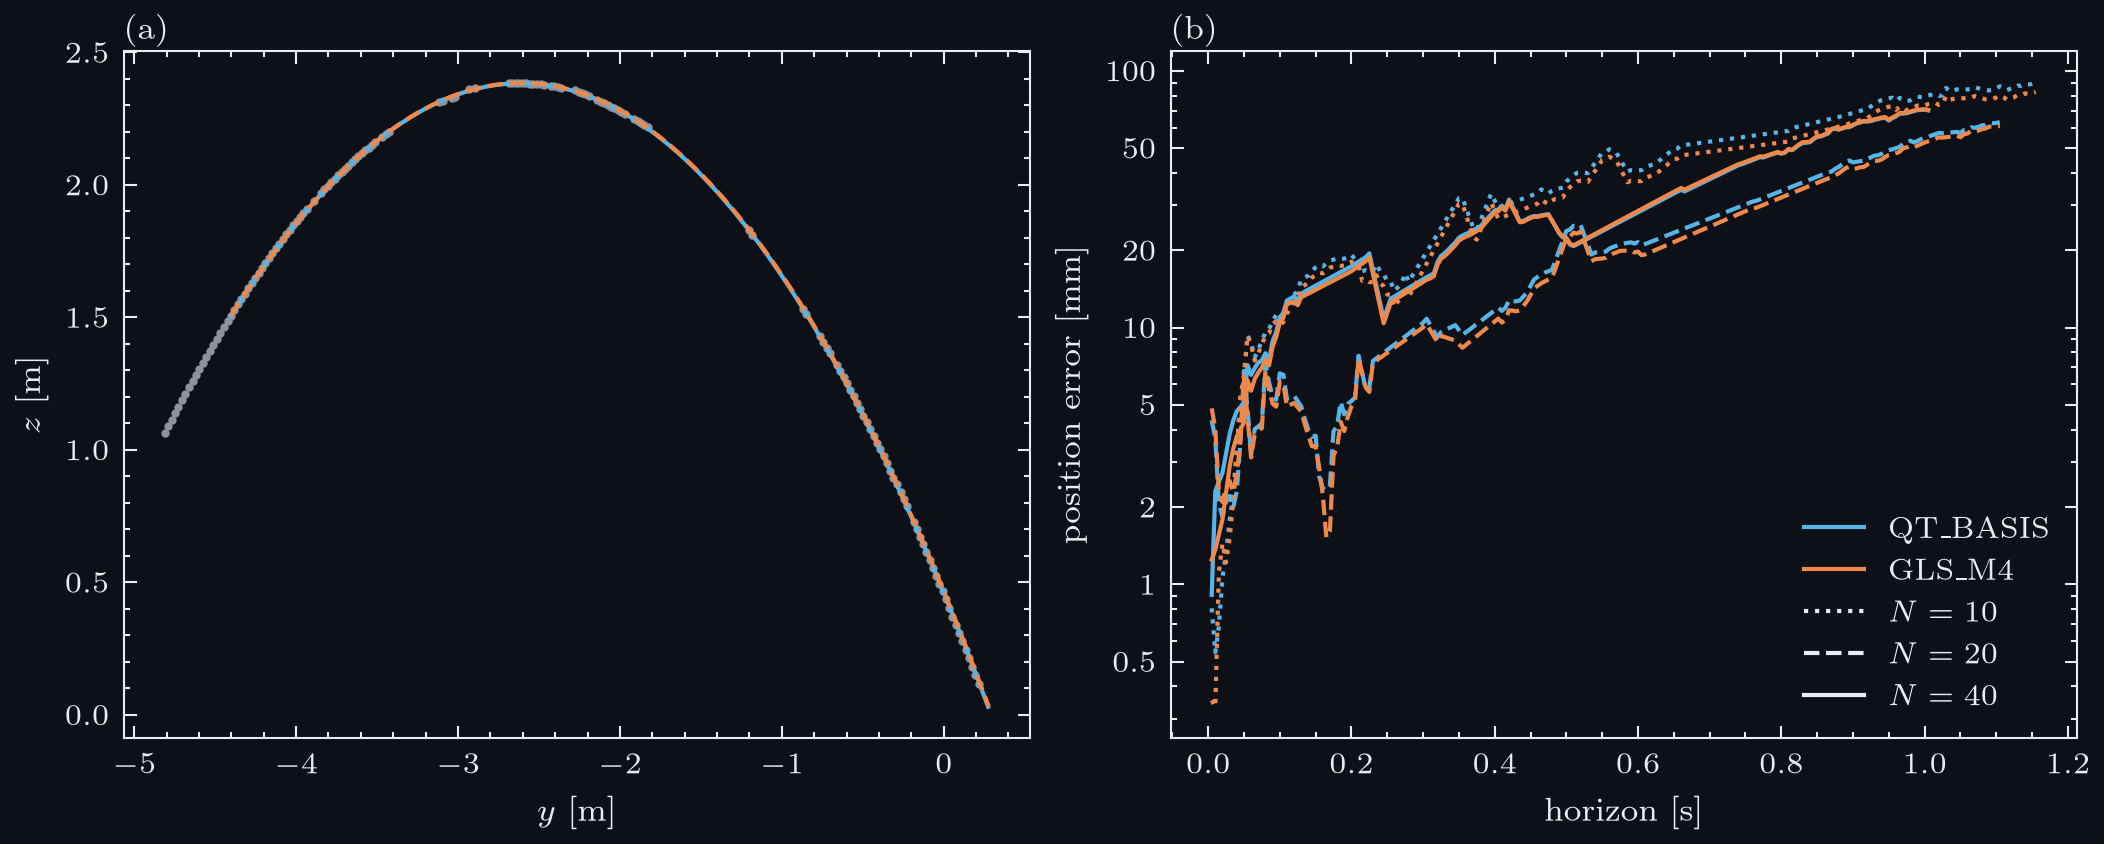 (a)
2.5
2.0
1.5
1.0
0.5
0.0
z [m]
−5 −4 −3 −2 −1 0
y [m]
(b)
100
50
20
10
5
2
1
0.5
position error [mm]
QT_BASIS
GLS_M4
N = 10
N = 20
N = 40
0.0 0.2 0.4 0.6 0.8 1.0 1.2
horizon [s]